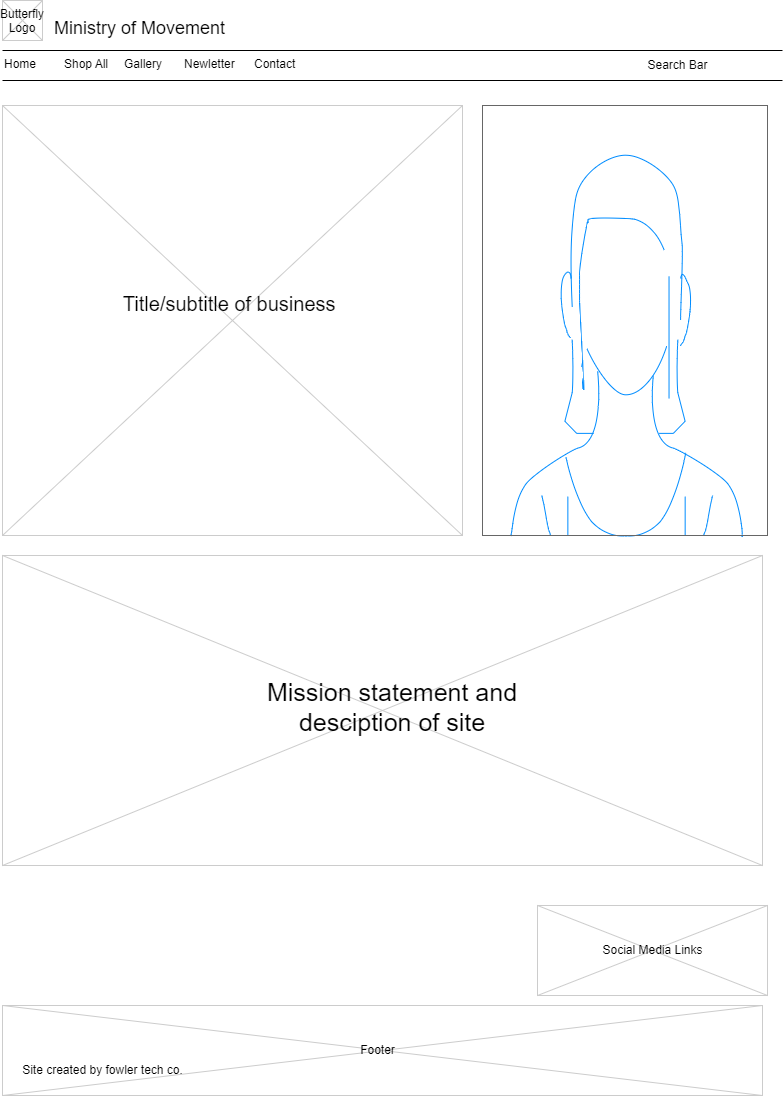 Butterfly
Logo
Ministry of Movement
Home Shop All Gallery Newletter Contact Search Bar
Title/subtitle of business
Mission statement and
desciption of site
Social Media Links
Footer
Site created by fowler tech co.